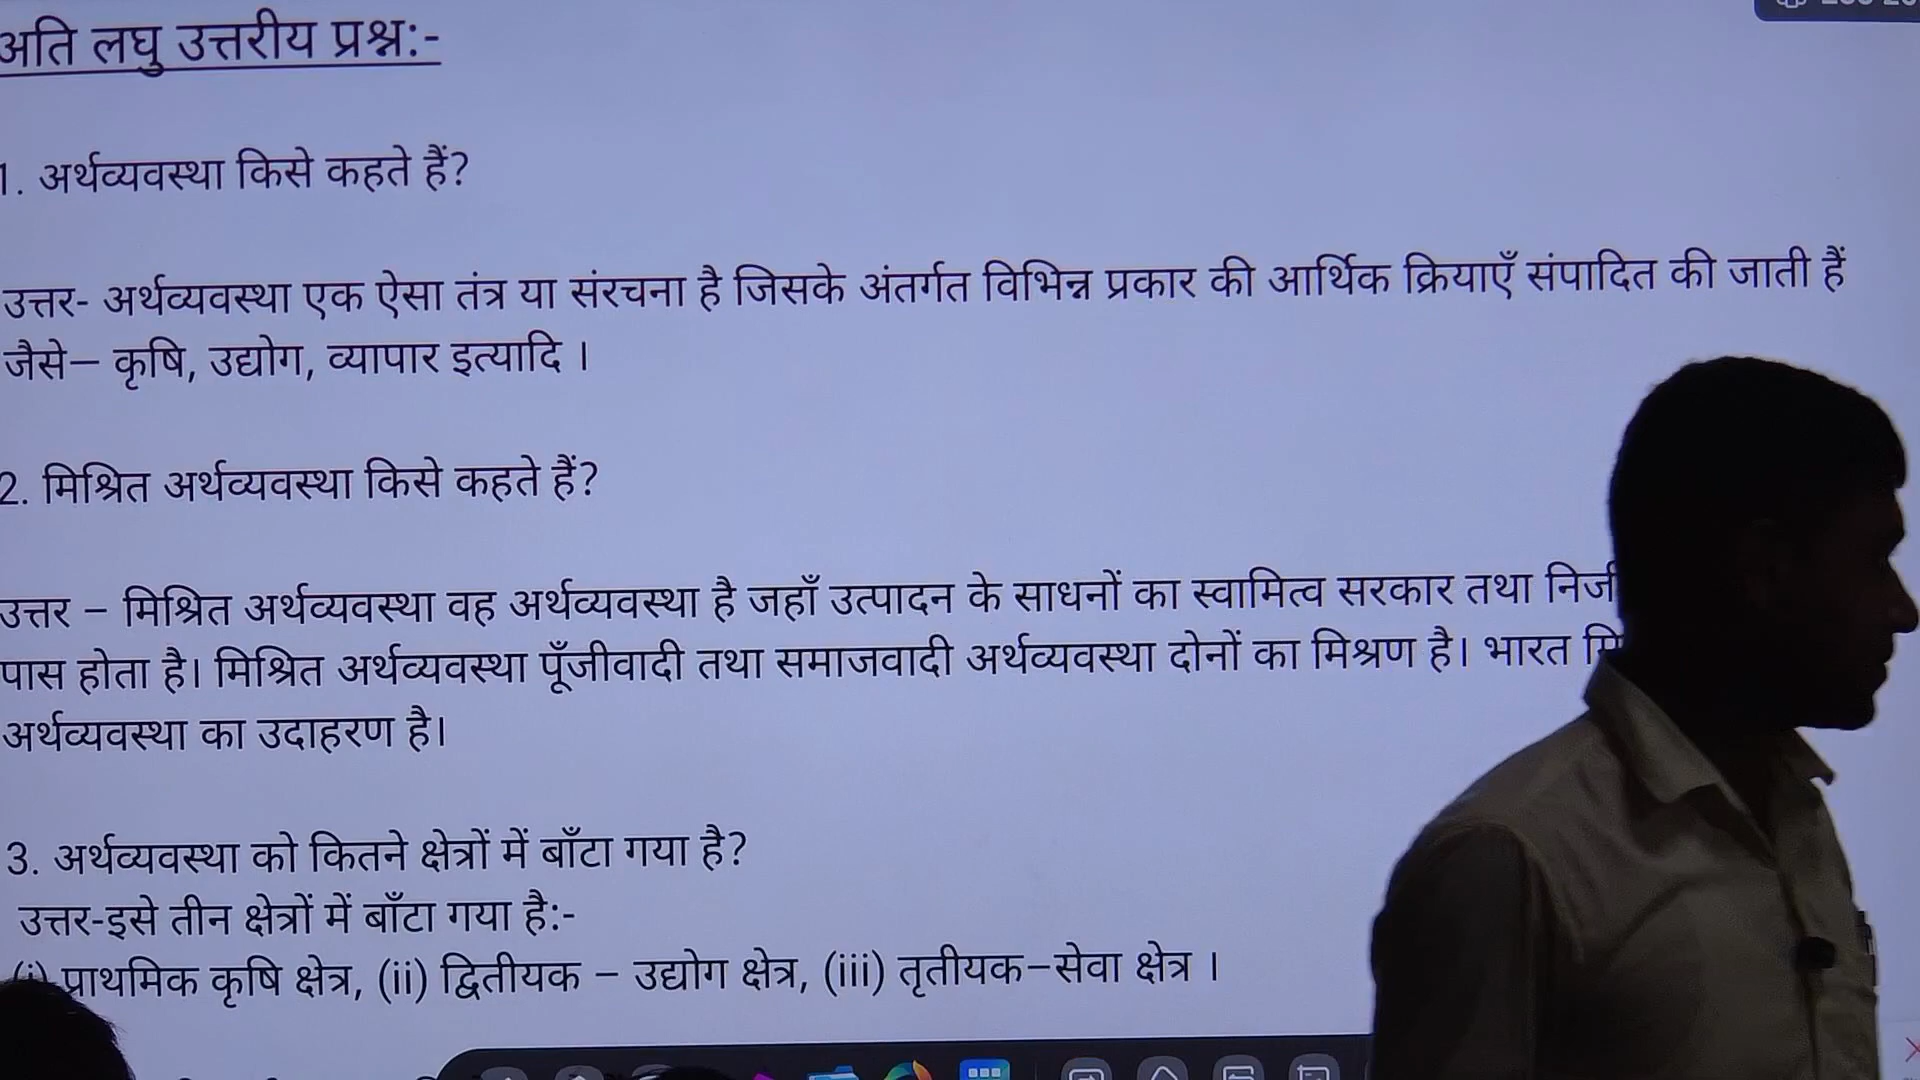 अति लघु उत्तरीय प्रश्न:-
1. अर्थव्यवस्था किसे कहते हैं?
उत्तर- अर्थव्यवस्था एक ऐसा तंत्र या संरचना है जिसके अंतर्गत विभिन्न प्रकार की आर्थिक क्रियाएँ संपादित की जाती हैं
जैसे– कृषि, उद्योग, व्यापार इत्यादि ।
2. मिश्रित अर्थव्यवस्था किसे कहते हैं?
उत्तर – मिश्रित अर्थव्यवस्था वह अर्थव्यवस्था है जहाँ उत्पादन के साधनों का स्वामित्व सरकार तथा
पास होता है। मिश्रित अर्थव्यवस्था पूँजीवादी तथा समाजवादी अर्थव्यवस्था दोनों का मिश्रण है। भारत
अर्थव्यवस्था का उदाहरण है।
3. अर्थव्यवस्था को कितने क्षेत्रों में बाँटा गया है?
उत्तर-इसे तीन क्षेत्रों में बाँटा गया है:-
(i) प्राथमिक कृषि क्षेत्र, (ii) द्वितीयक – उद्योग क्षेत्र, (iii) तृतीयक–सेवा क्षेत्र ।